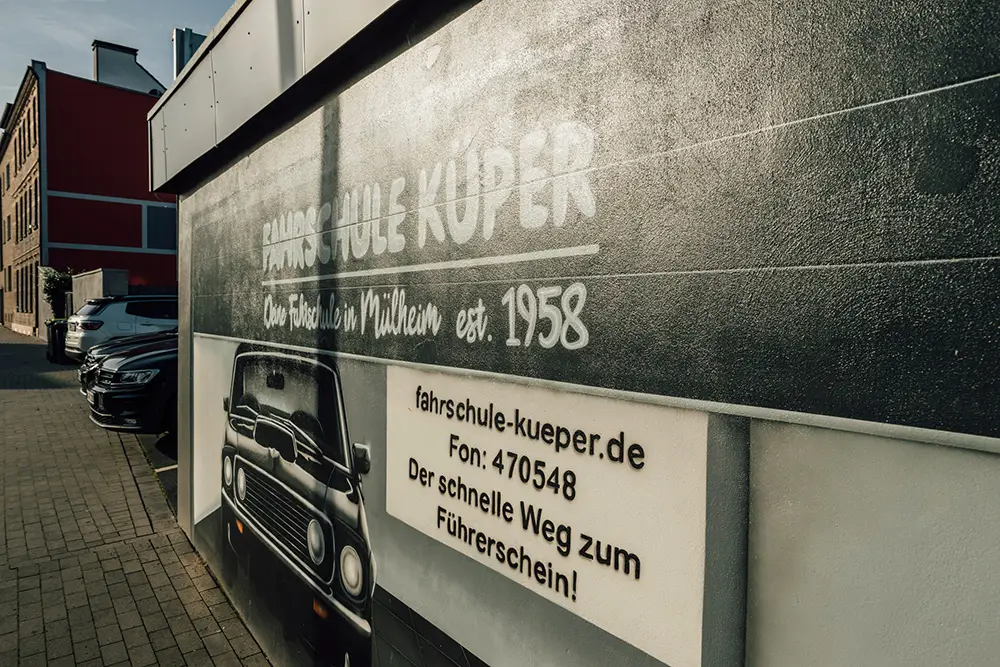 FAHRSCHULE KÜPER
Deine Fahrschule in Mülheim est. 1958
fahrschule-kueper.de
Fon: 470548
Der schnelle Weg zum
Führerschein!